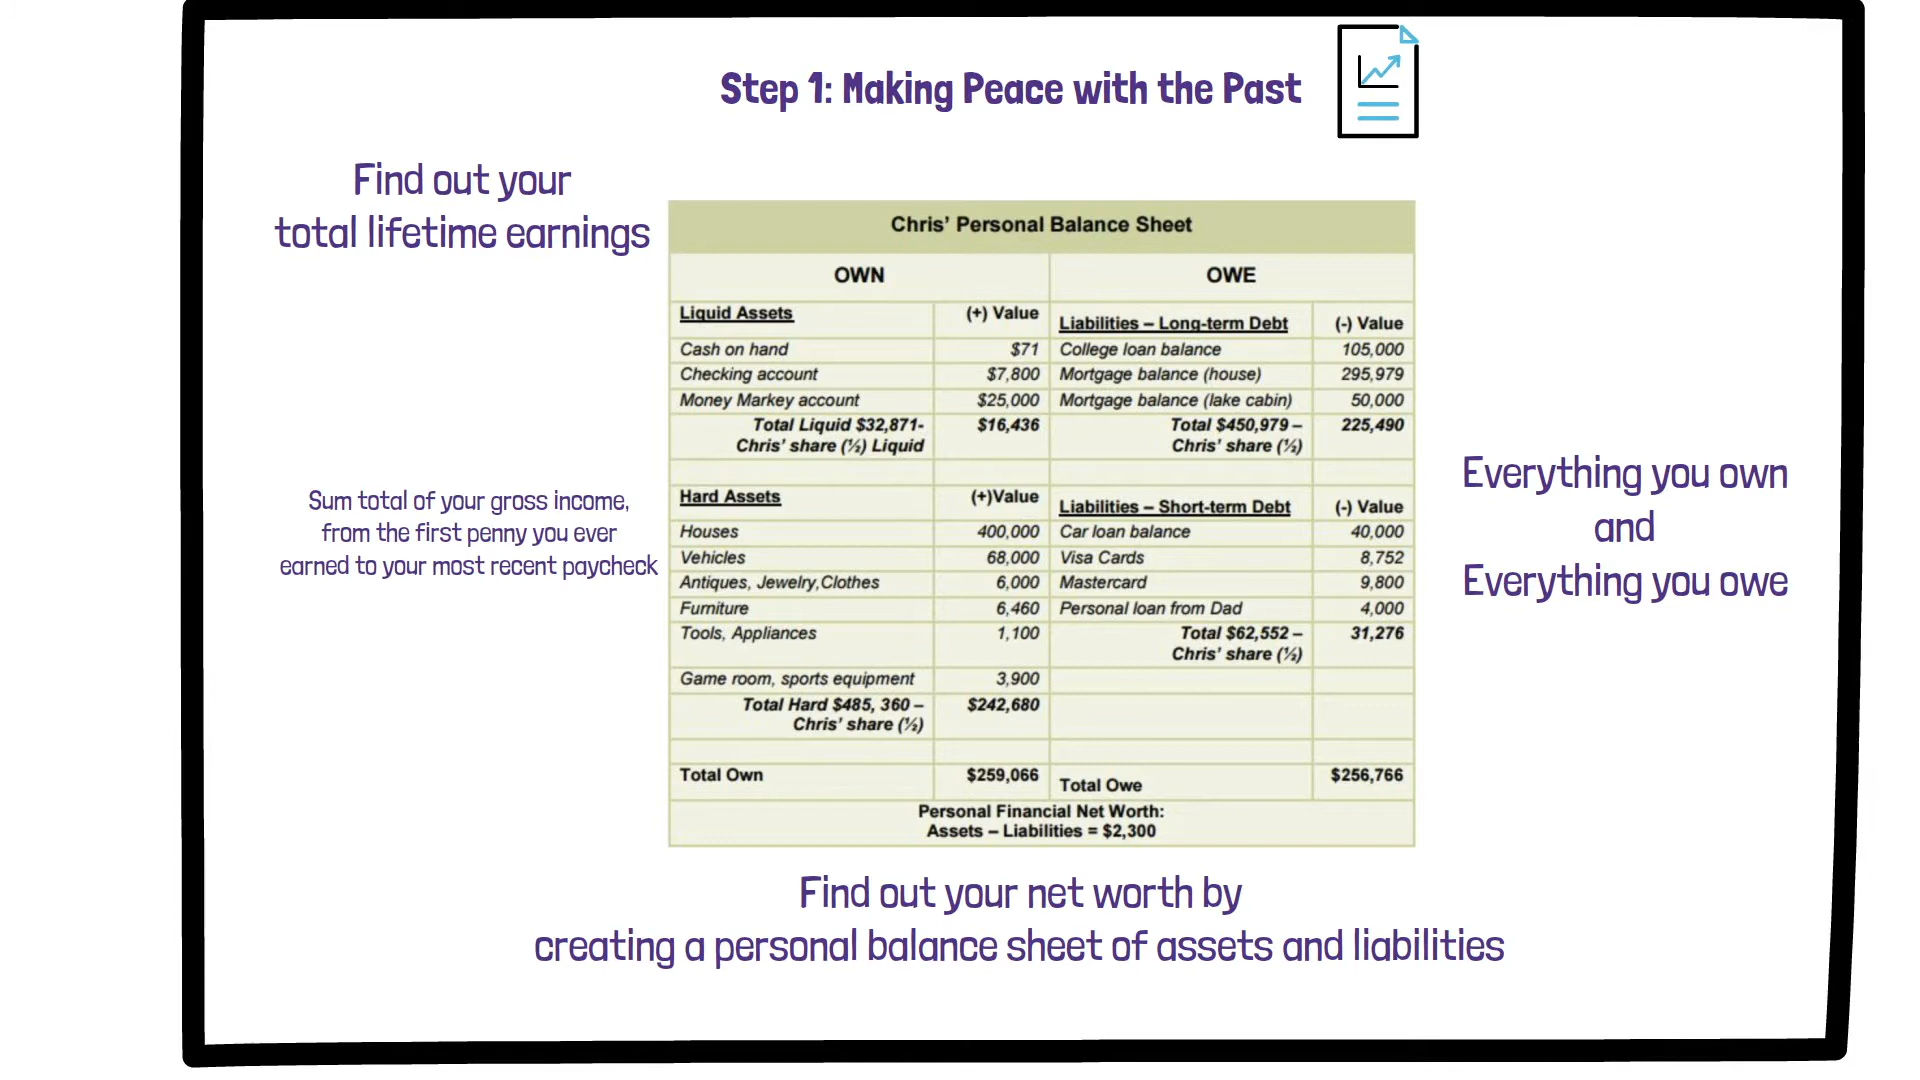 Step 1: Making Peace with the Past
Find out your
total lifetime earnings
Sum total of your gross income,
from the first penny you ever
earned to your most recent paycheck
Chris' Personal Balance Sheet
OWN OWE
Liquid Assets (+) Value Liabilities – Long-term Debt (-) Value
Cash on hand $71 College loan balance 105,000
Checking account $7,800 Mortgage balance (house) 295,979
Money Markey account $25,000 Mortgage balance (lake cabin) 50,000
Total Liquid $32,871- $16,436 Total $450,979 – 225,490
Chris' share (½) Liquid Chris' share (½)
Hard Assets (+)Value Liabilities – Short-term Debt (-) Value
Houses 400,000 Car loan balance 40,000
Vehicles 68,000 Visa Cards 8,752
Antiques, Jewelry,Clothes 6,000 Mastercard 9,800
Furniture 6,460 Personal loan from Dad 4,000
Tools, Appliances 1,100 Total $62,552 – 31,276
Chris' share (½)
Game room, sports equipment 3,900
Total Hard $485, 360 – $242,680
Chris' share (½)
Total Own $259,066 Total Owe $256,766
Personal Financial Net Worth:
Assets – Liabilities = $2,300
Everything you own
and
Everything you owe
Find out your net worth by
creating a personal balance sheet of assets and liabilities